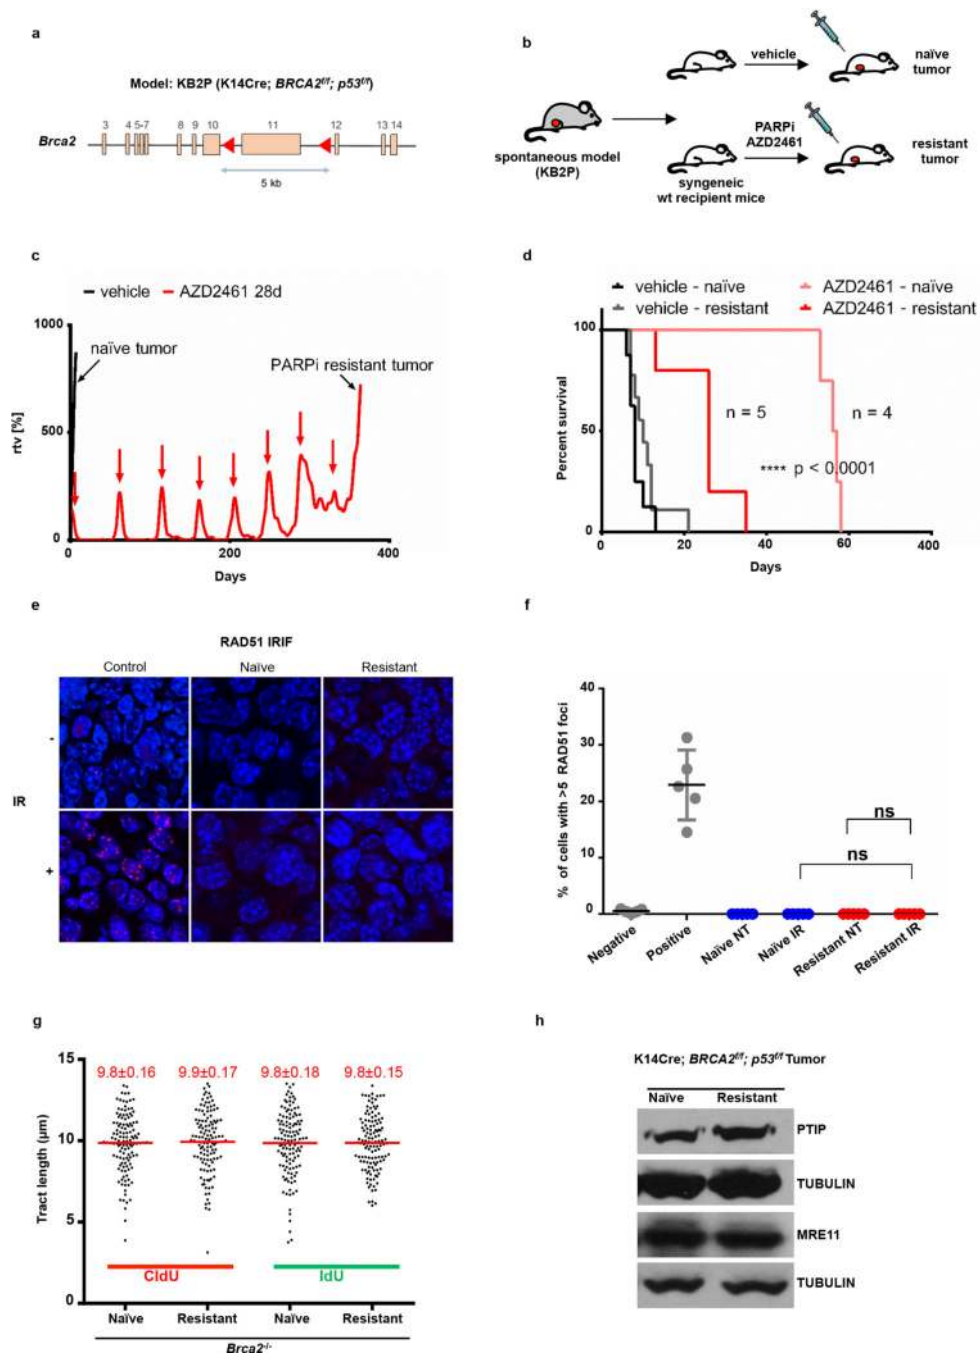 a
Model: KB2P (K14Cre; BRCA2f/f; p53f/f)
3 4 5-7 8 9 10 11 12 13 14
Brca2
5 kb
b
vehicle
naïve
tumor
PARPi
AZD2461
spontaneous model
(KB2P)
resistant
tumor
syngeneic
wt recipient mice
c
vehicle AZD2461 28d
1000
naïve tumor
PARPi resistant tumor
500
rtv [%]
0
0 200 400
Days
d
vehicle - naïve AZD2461 - naïve
vehicle - resistant AZD2461 - resistant
100
n = 5 n = 4
50
**** p < 0.0001
Percent survival
0
0 20 40 60 400
Days
e
RAD51 IRIF
Control Naïve Resistant
-
IR
+
f
40
30
20
10
0
% of cells with >5 RAD51 foci
ns
ns
Negative Positive Naïve NT Naïve IR Resistant NT Resistant IR
g
15
9.8±0.16 9.9±0.17 9.8±0.18 9.8±0.15
10
Tract length (µm)
5
CldU IdU
0
Naïve Resistant Naïve Resistant
Brca2-/-
h
K14Cre; BRCA2f/f; p53f/f Tumor
Naïve Resistant
PTIP
TUBULIN
MRE11
TUBULIN